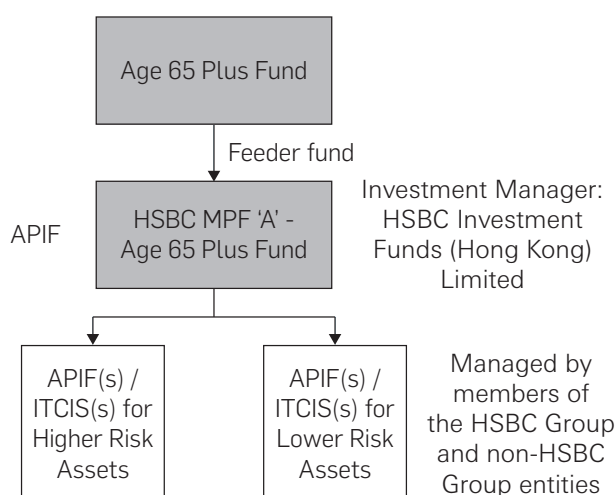 Age 65 Plus Fund
Feeder fund
APIF
HSBC MPF ‘A’ -
Age 65 Plus Fund
Investment Manager:
HSBC Investment
Funds (Hong Kong)
Limited
APIF(s) /
ITCIS(s) for
Higher Risk
Assets
APIF(s) /
ITCIS(s) for
Lower Risk
Assets
Managed by
members of
the HSBC Group
and non-HSBC
Group entities